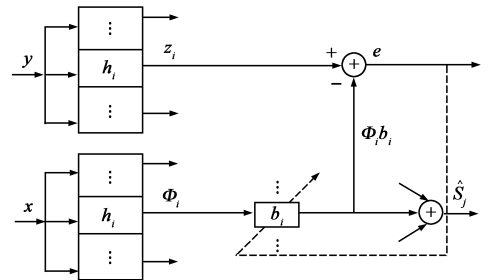 y
⋮
h_i
⋮
z_i
+
−
+
e
Φ_i b_i
x
⋮
h_i
⋮
Φ_i
⋮
b_i
⋮
+
Ŝ_j